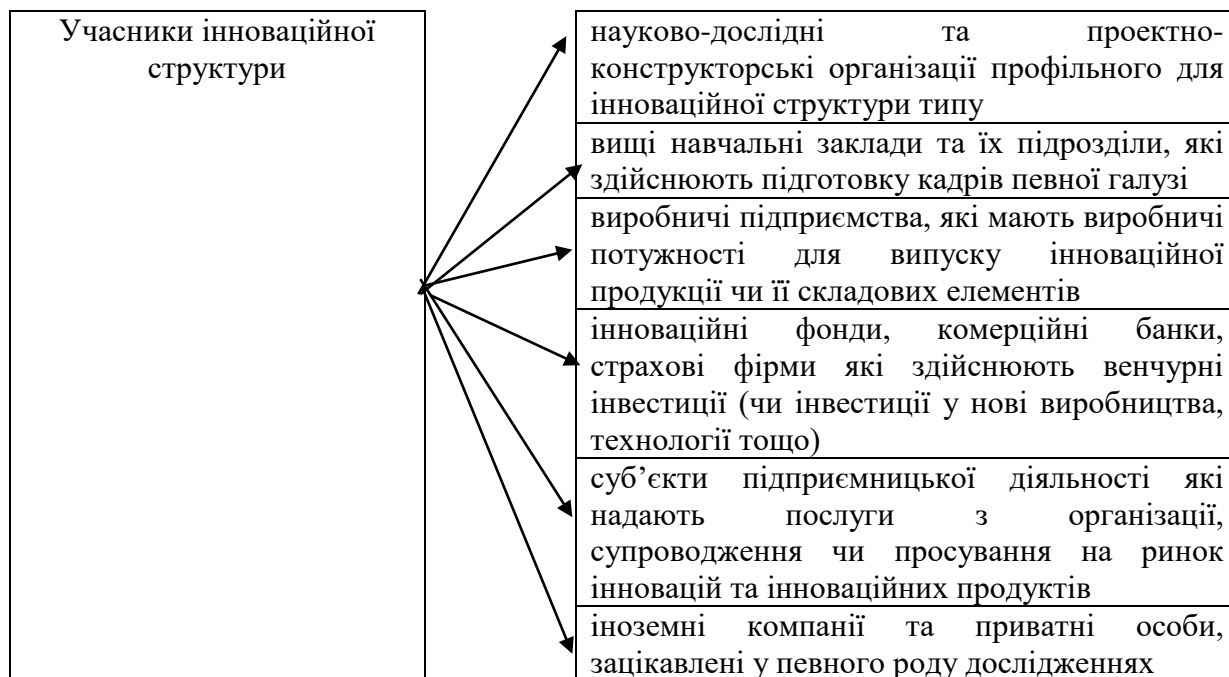 Учасники інноваційної
структури
науково-дослідні та проектно-
конструкторські організації профільного для
інноваційної структури типу
вищі навчальні заклади та їх підрозділи, які
здійснюють підготовку кадрів певної галузі
виробничі підприємства, які мають виробничі
потужності для випуску інноваційної
продукції чи її складових елементів
інноваційні фонди, комерційні банки,
страхові фірми які здійснюють венчурні
інвестиції (чи інвестиції у нові виробництва,
технології тощо)
суб’єкти підприємницької діяльності які
надають послуги з організації,
супроводження чи просування на ринок
інновацій та інноваційних продуктів
іноземні компанії та приватні особи,
зацікавлені у певного роду дослідженнях